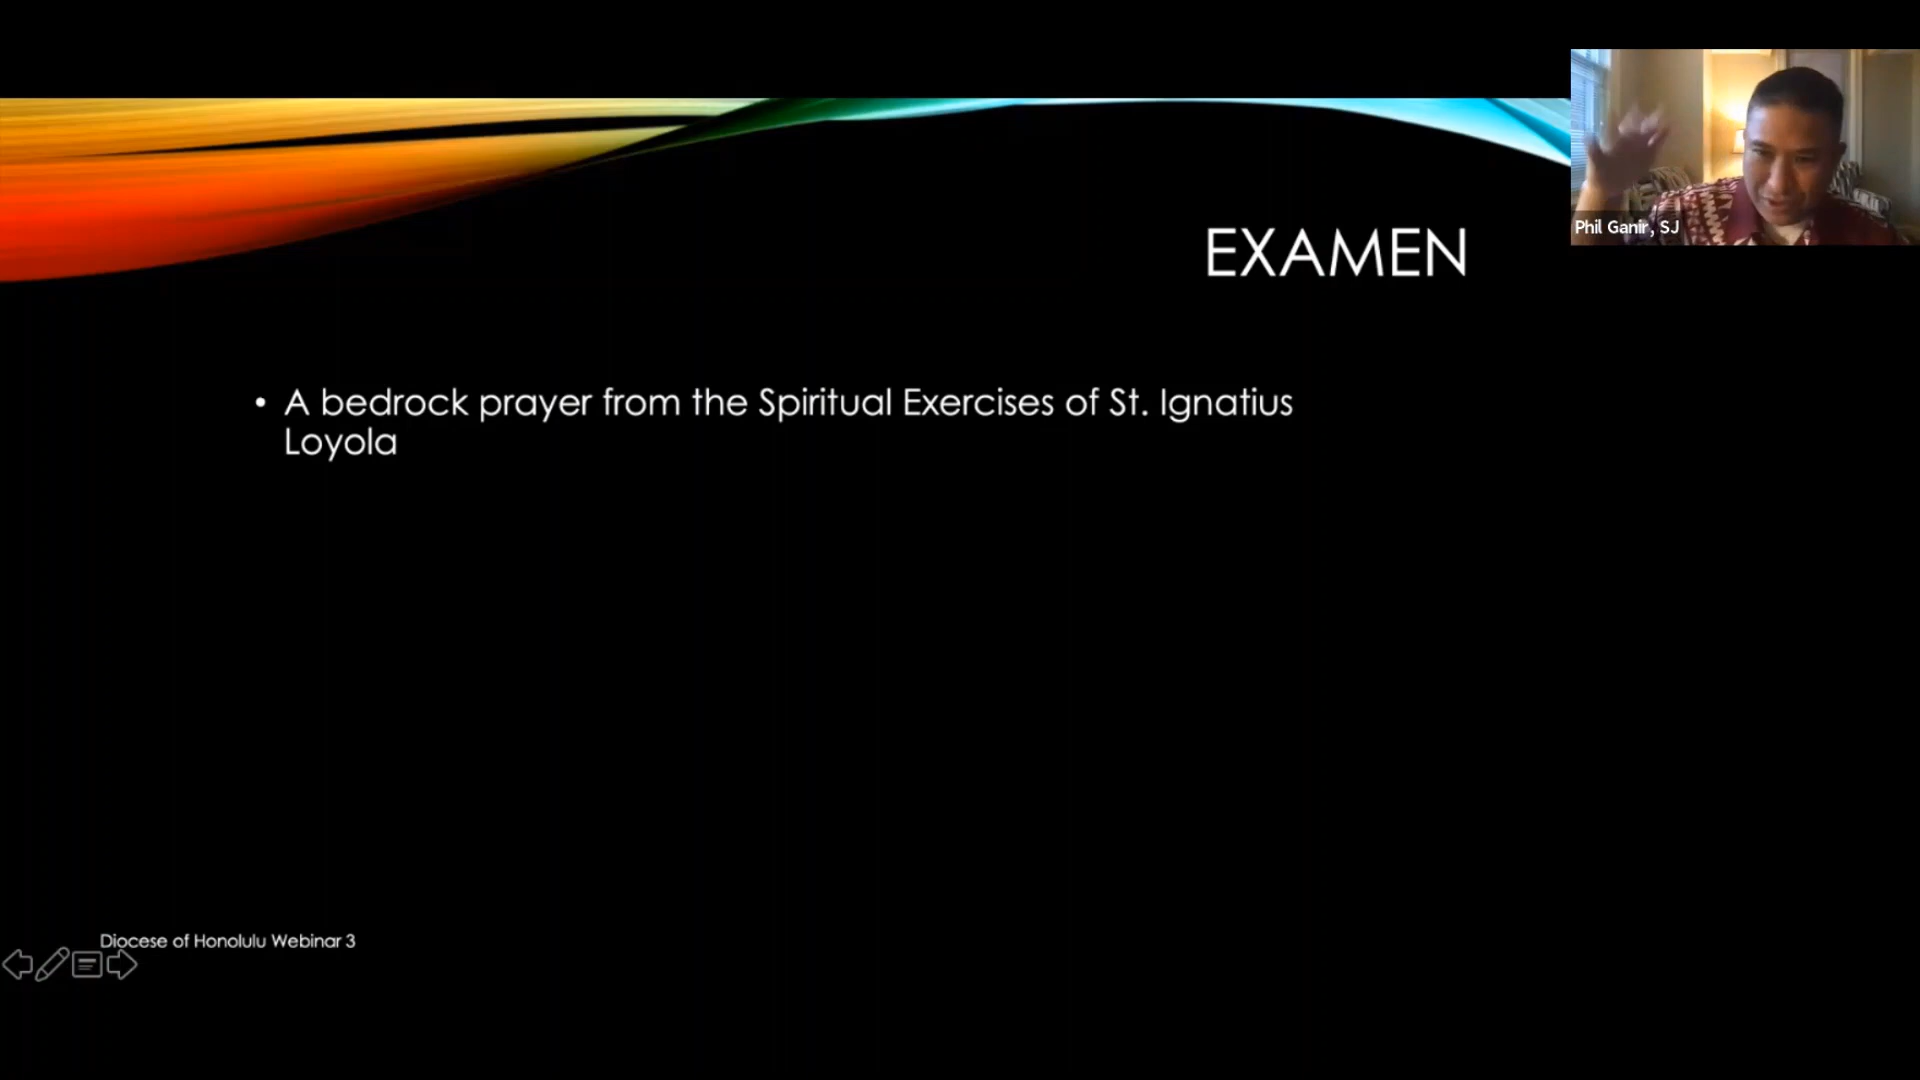 EXAMEN
Phil Ganir, SJ
• A bedrock prayer from the Spiritual Exercises of St. Ignatius
Loyola
Diocese of Honolulu Webinar 3